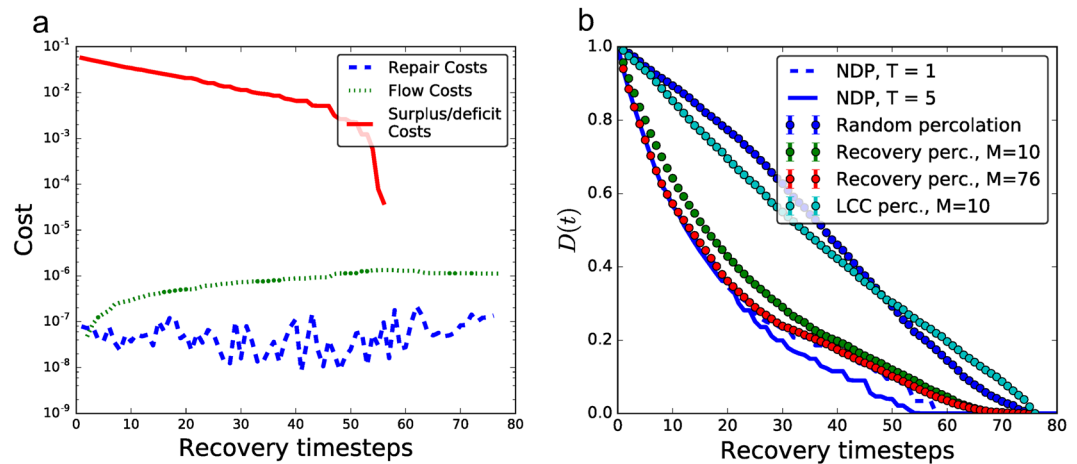 a
Cost
10^-1
10^-2
10^-3
10^-4
10^-5
10^-6
10^-7
10^-8
10^-9
Repair Costs
Flow Costs
Surplus/deficit
Costs
0 10 20 30 40 50 60 70 80
Recovery timesteps
b
D(t)
1.0
0.8
0.6
0.4
0.2
0.0
NDP, T = 1
NDP, T = 5
Random percolation
Recovery perc., M=10
Recovery perc., M=76
LCC perc., M=10
0 10 20 30 40 50 60 70 80
Recovery timesteps